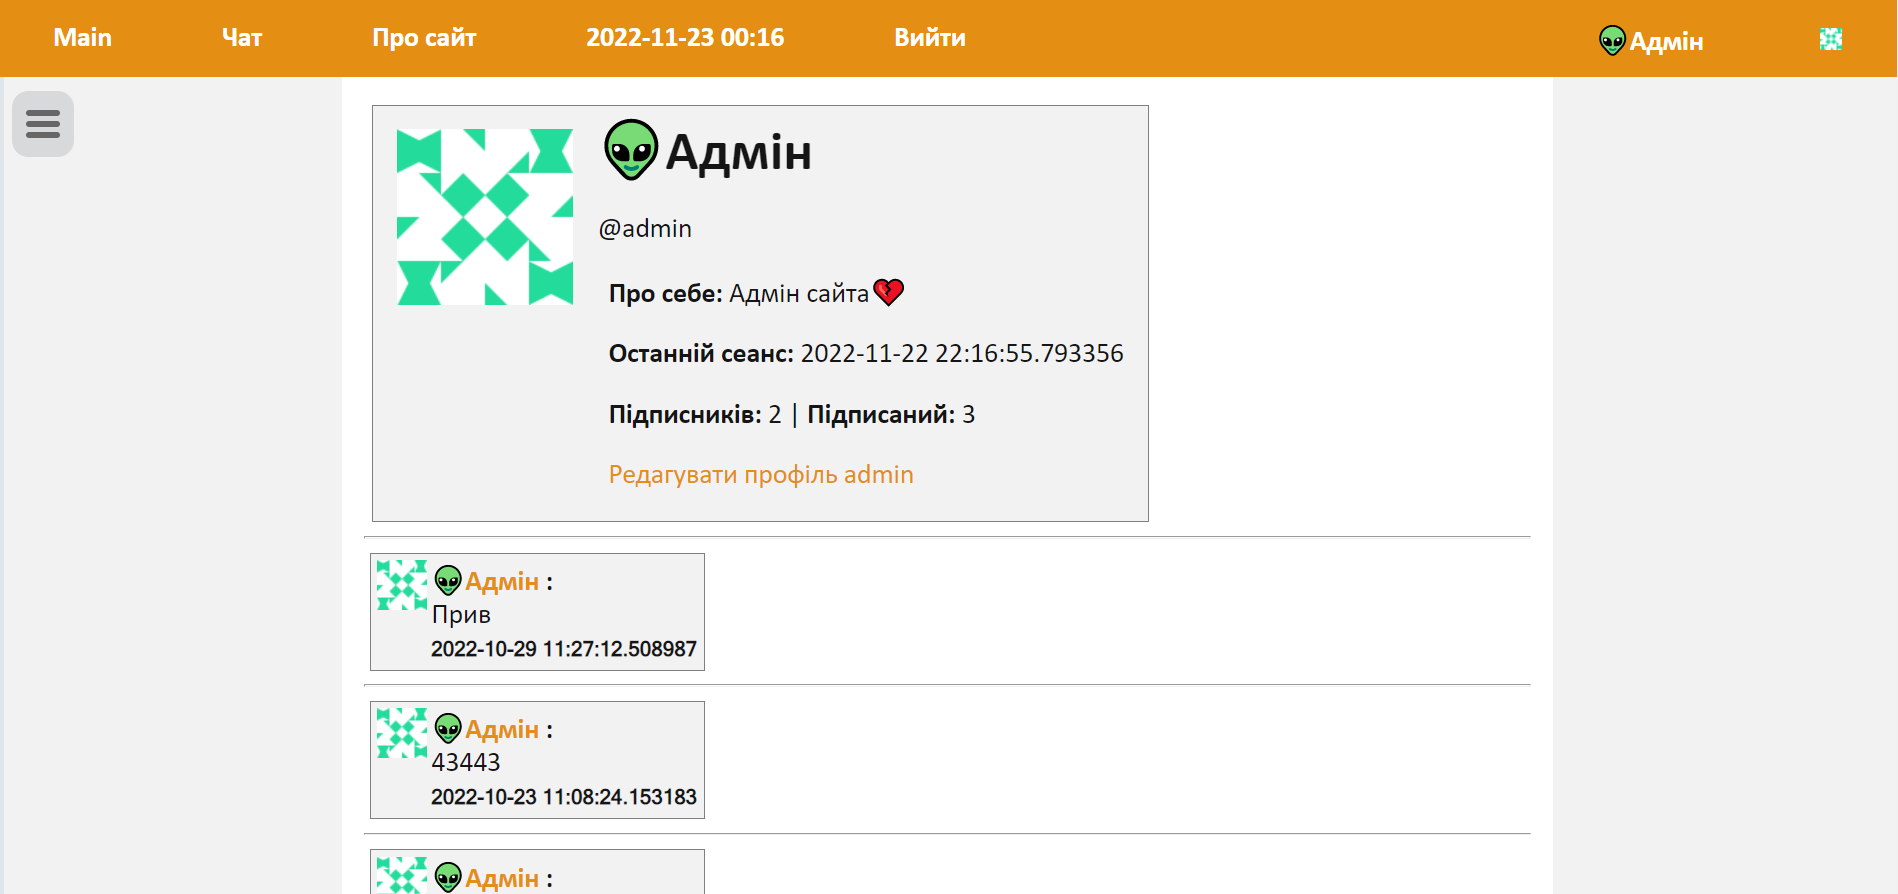 Main Чат Про сайт 2022-11-23 00:16 Вийти 👽Адмін
👽Адмін
@admin
Про себе: Адмін сайта💔
Останній сеанс: 2022-11-22 22:16:55.793356
Підписників: 2 | Підписаний: 3
Редагувати профіль admin
👽Адмін :
Прив
2022-10-29 11:27:12.508987
👽Адмін :
43443
2022-10-23 11:08:24.153183
👽Адмін :